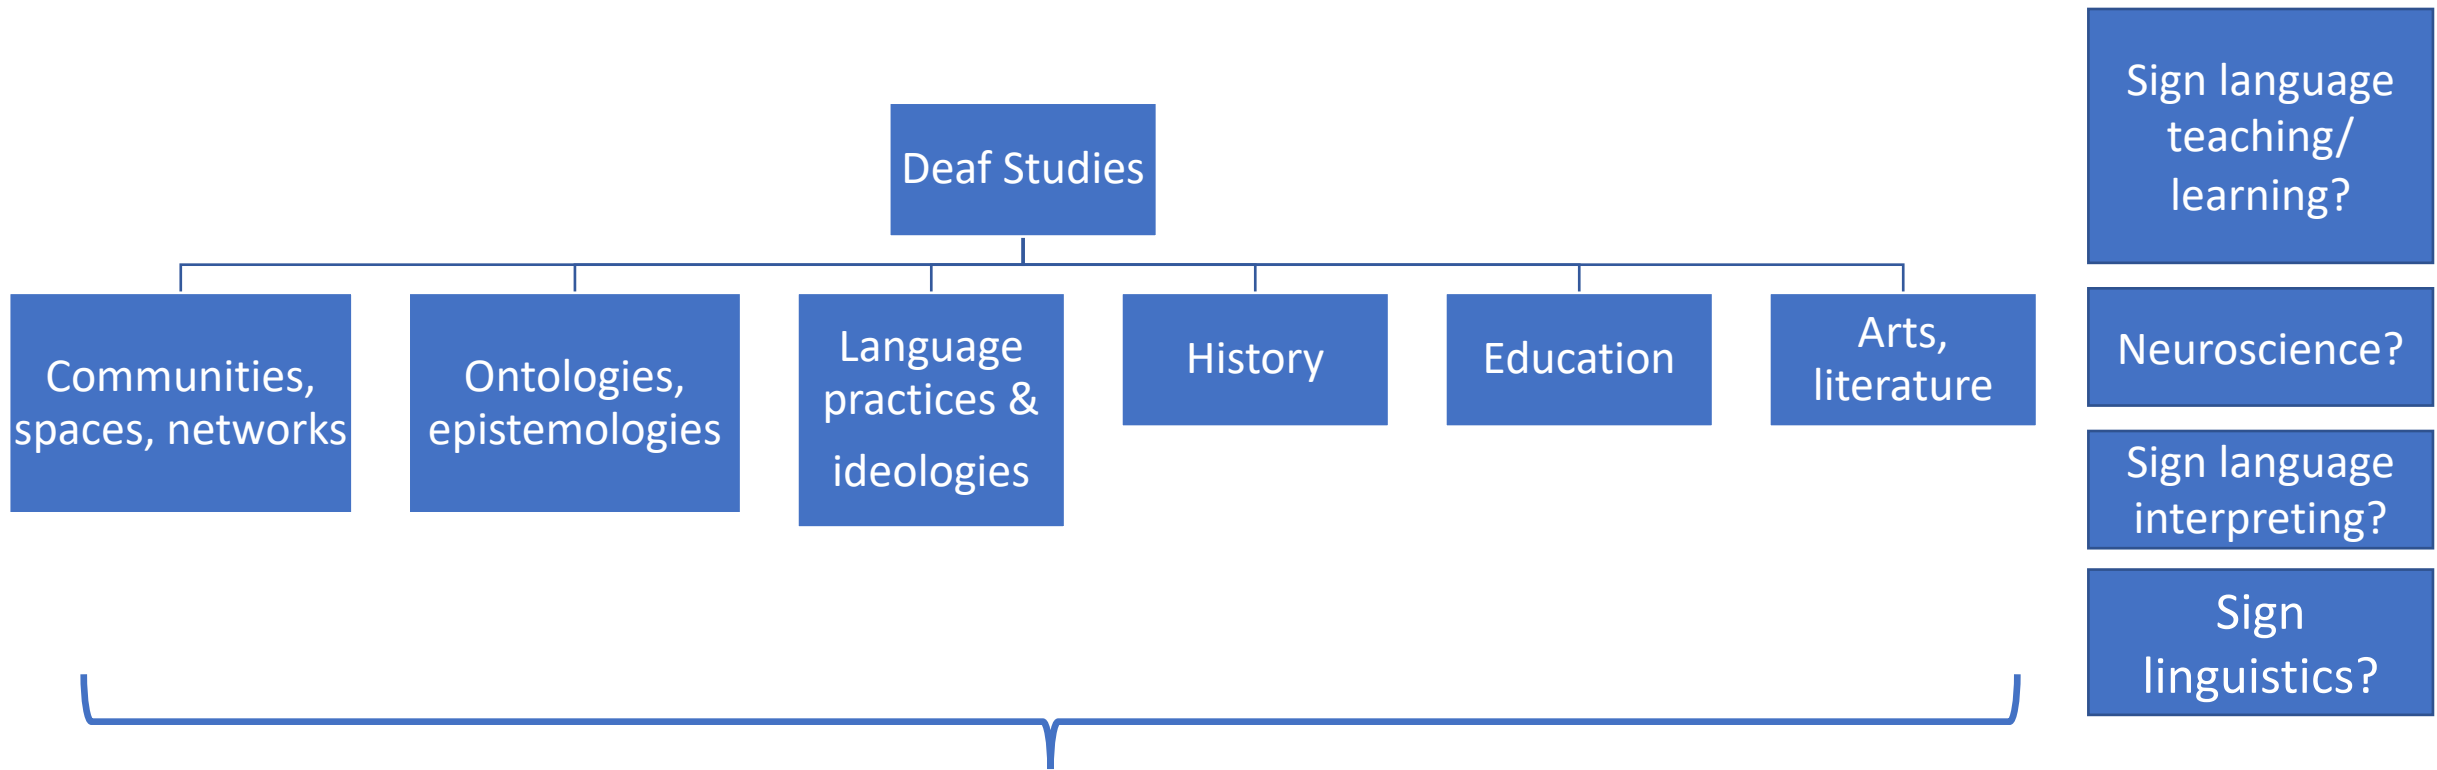 Deaf Studies
Communities,
spaces, networks
Ontologies,
epistemologies
Language
practices &
ideologies
History
Education
Arts,
literature
Sign language
teaching/
learning?
Neuroscience?
Sign language
interpreting?
Sign
linguistics?